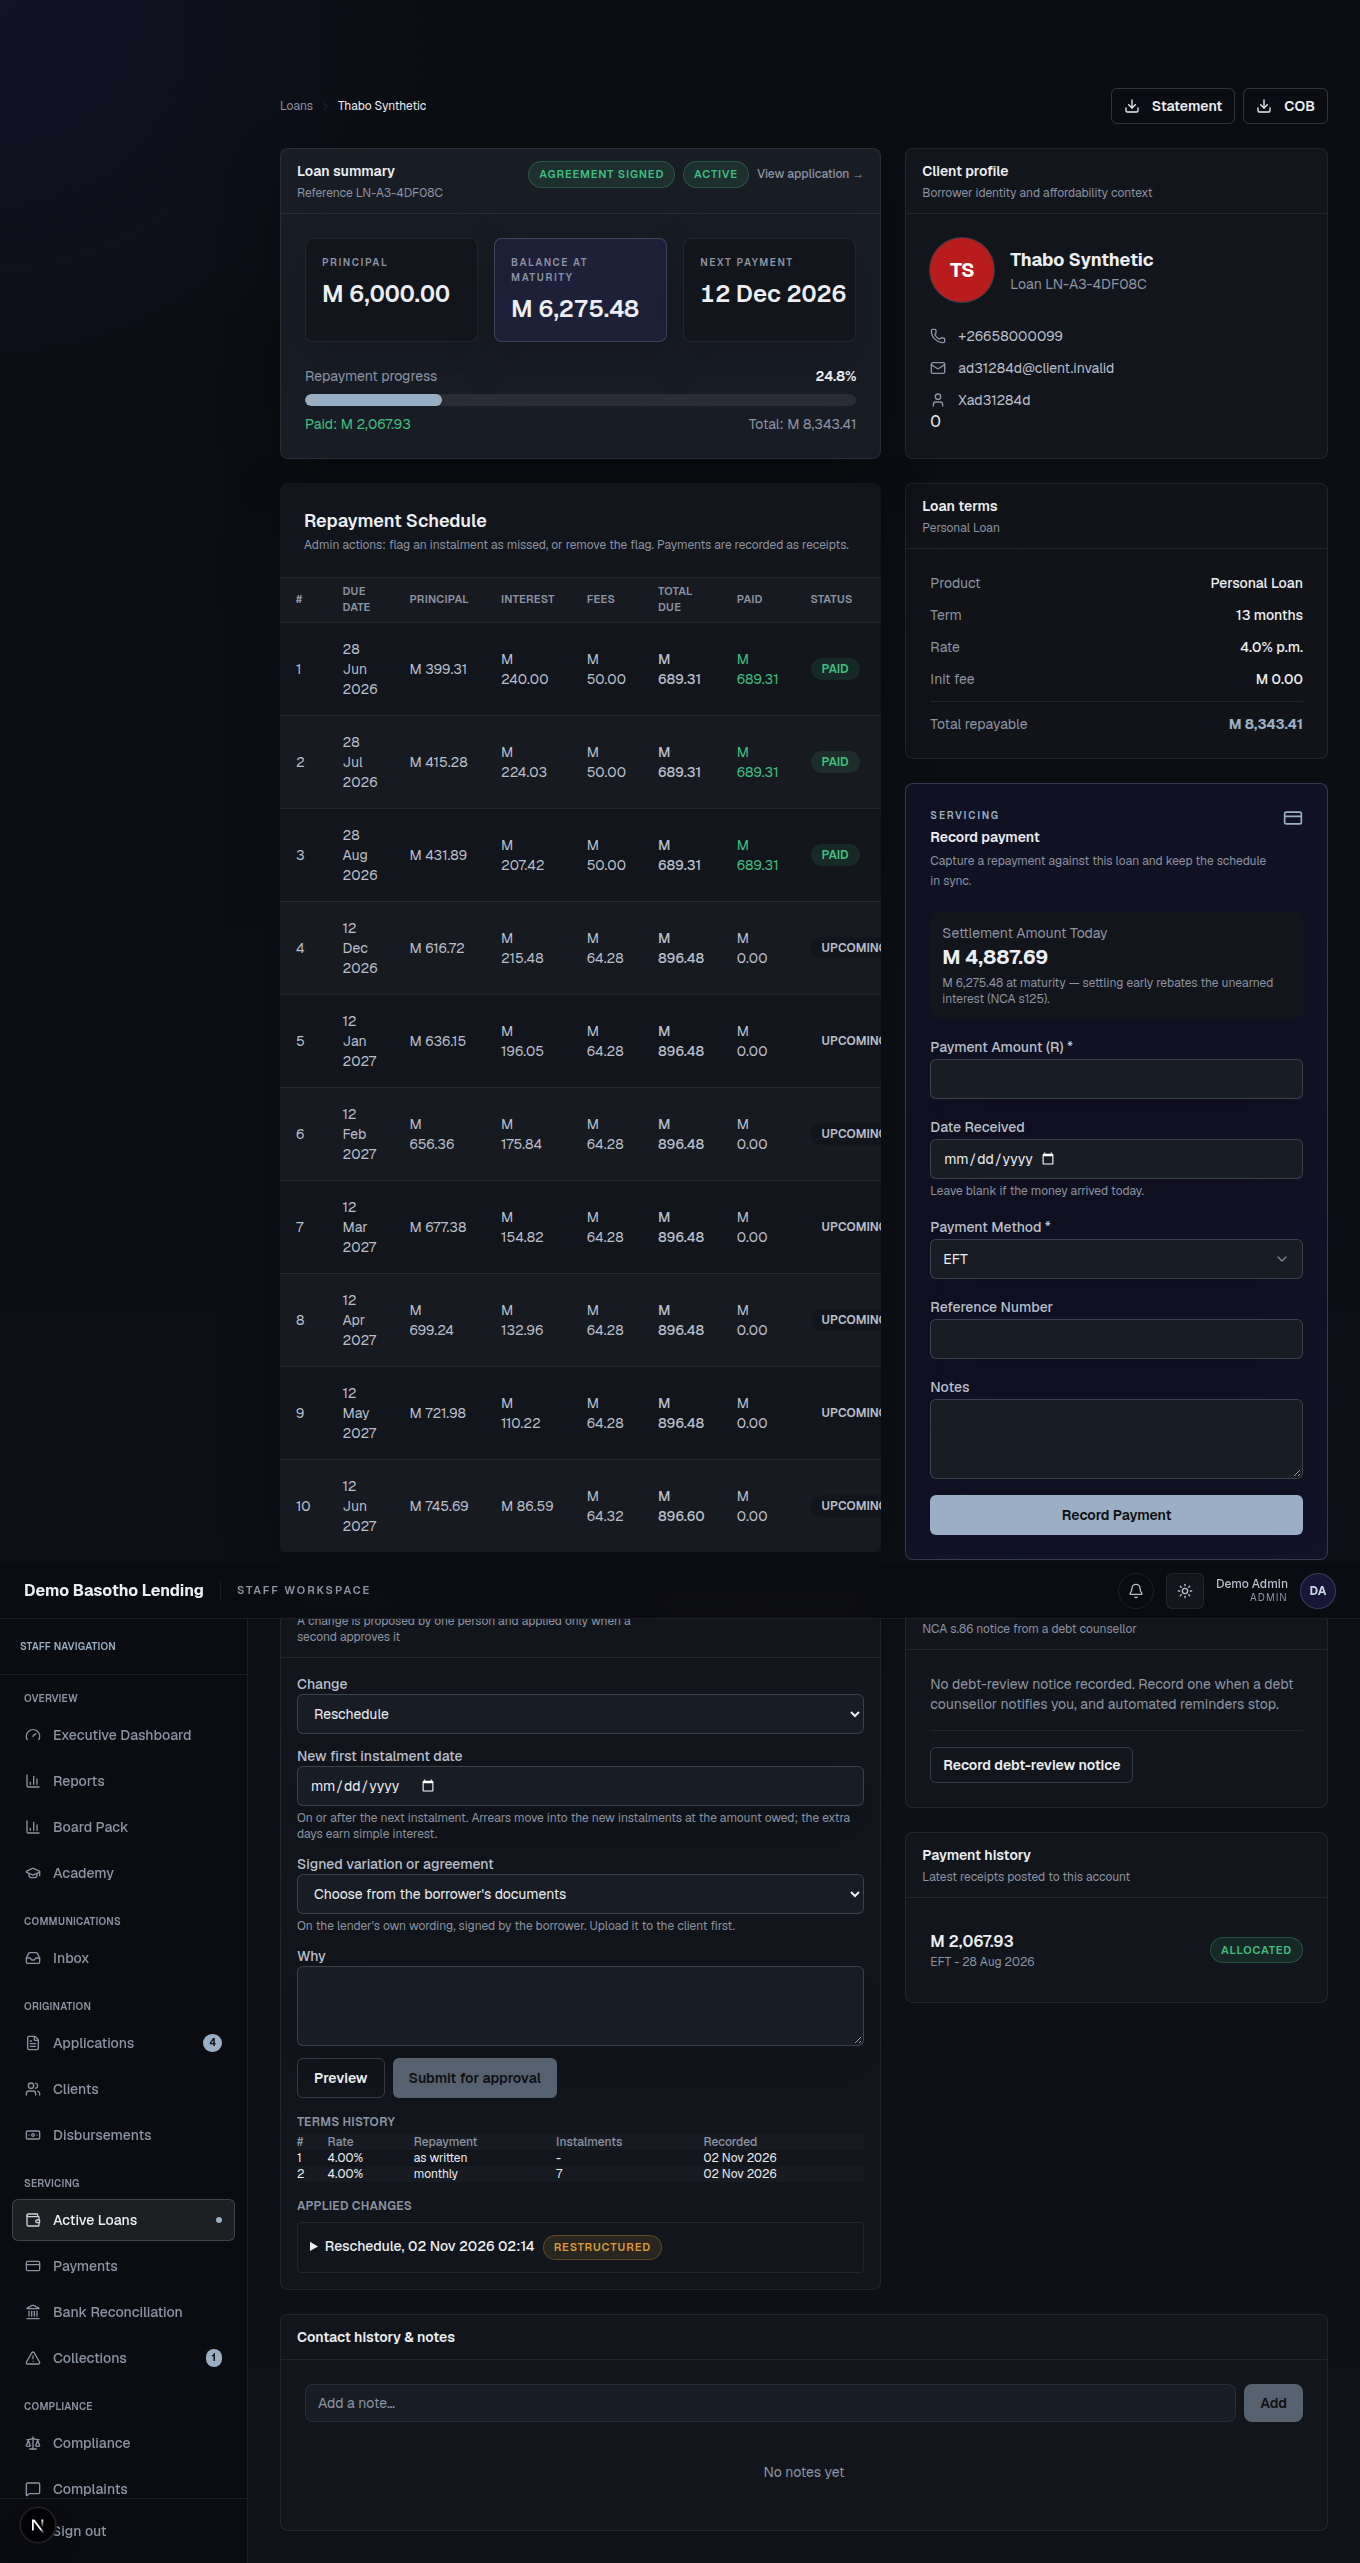 Loans › Thabo Synthetic
Statement
COB
Loan summary
Reference LN-A3-4DF08C
AGREEMENT SIGNED
ACTIVE
View application →
PRINCIPAL
M 6,000.00
BALANCE AT
MATURITY
M 6,275.48
NEXT PAYMENT
12 Dec 2026
Repayment progress
24.8%
Paid: M 2,067.93
Total: M 8,343.41
Client profile
Borrower identity and affordability context
TS
Thabo Synthetic
Loan LN-A3-4DF08C
+26658000099
ad31284d@client.invalid
Xad31284d
0
Repayment Schedule
Admin actions: flag an instalment as missed, or remove the flag. Payments are recorded as receipts.
# DUE DATE PRINCIPAL INTEREST FEES TOTAL DUE PAID STATUS
1 28 Jun 2026 M 399.31 M 240.00 M 50.00 M 689.31 M 689.31 PAID
2 28 Jul 2026 M 415.28 M 224.03 M 50.00 M 689.31 M 689.31 PAID
3 28 Aug 2026 M 431.89 M 207.42 M 50.00 M 689.31 M 689.31 PAID
4 12 Dec 2026 M 616.72 M 215.48 M 64.28 M 896.48 M 0.00 UPCOMING
5 12 Jan 2027 M 636.15 M 196.05 M 64.28 M 896.48 M 0.00 UPCOMING
6 12 Feb 2027 M 656.36 M 175.84 M 64.28 M 896.48 M 0.00 UPCOMING
7 12 Mar 2027 M 677.38 M 154.82 M 64.28 M 896.48 M 0.00 UPCOMING
8 12 Apr 2027 M 699.24 M 132.96 M 64.28 M 896.48 M 0.00 UPCOMING
9 12 May 2027 M 721.98 M 110.22 M 64.28 M 896.48 M 0.00 UPCOMING
10 12 Jun 2027 M 745.69 M 86.59 M 64.32 M 896.60 M 0.00 UPCOMING
Loan terms
Personal Loan
Product Personal Loan
Term 13 months
Rate 4.0% p.m.
Init fee M 0.00
Total repayable M 8,343.41
SERVICING
Record payment
Capture a repayment against this loan and keep the schedule
in sync.
Settlement Amount Today
M 4,887.69
M 6,275.48 at maturity — settling early rebates the unearned
interest (NCA s125).
Payment Amount (R) *
Date Received
mm/dd/yyyy
Leave blank if the money arrived today.
Payment Method *
EFT
Reference Number
Notes
Record Payment
Demo Basotho Lending
STAFF WORKSPACE
Demo Admin
ADMIN
DA
STAFF NAVIGATION
OVERVIEW
Executive Dashboard
Reports
Board Pack
Academy
COMMUNICATIONS
Inbox
ORIGINATION
Applications 4
Clients
Disbursements
SERVICING
Active Loans
Payments
Bank Reconciliation
Collections 1
COMPLIANCE
Compliance
Complaints
N
Sign out
A change is proposed by one person and applied only when a
second approves it
Change
Reschedule
New first instalment date
mm/dd/yyyy
On or after the next instalment. Arrears move into the new instalments at the amount owed; the extra
days earn simple interest.
Signed variation or agreement
Choose from the borrower's documents
On the lender's own wording, signed by the borrower. Upload it to the client first.
Why
Preview
Submit for approval
TERMS HISTORY
# Rate Repayment Instalments Recorded
1 4.00% as written - 02 Nov 2026
2 4.00% monthly 7 02 Nov 2026
APPLIED CHANGES
▶ Reschedule, 02 Nov 2026 02:14 RESTRUCTURED
NCA s.86 notice from a debt counsellor
No debt-review notice recorded. Record one when a debt
counsellor notifies you, and automated reminders stop.
Record debt-review notice
Payment history
Latest receipts posted to this account
M 2,067.93
EFT - 28 Aug 2026
ALLOCATED
Contact history & notes
Add a note...
Add
No notes yet